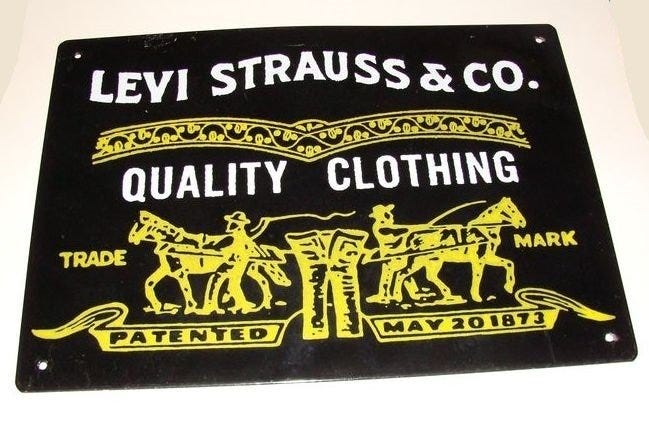 LEVI STRAUSS & CO.
QUALITY CLOTHING
TRADE MARK
PATENTED MAY 20 1873